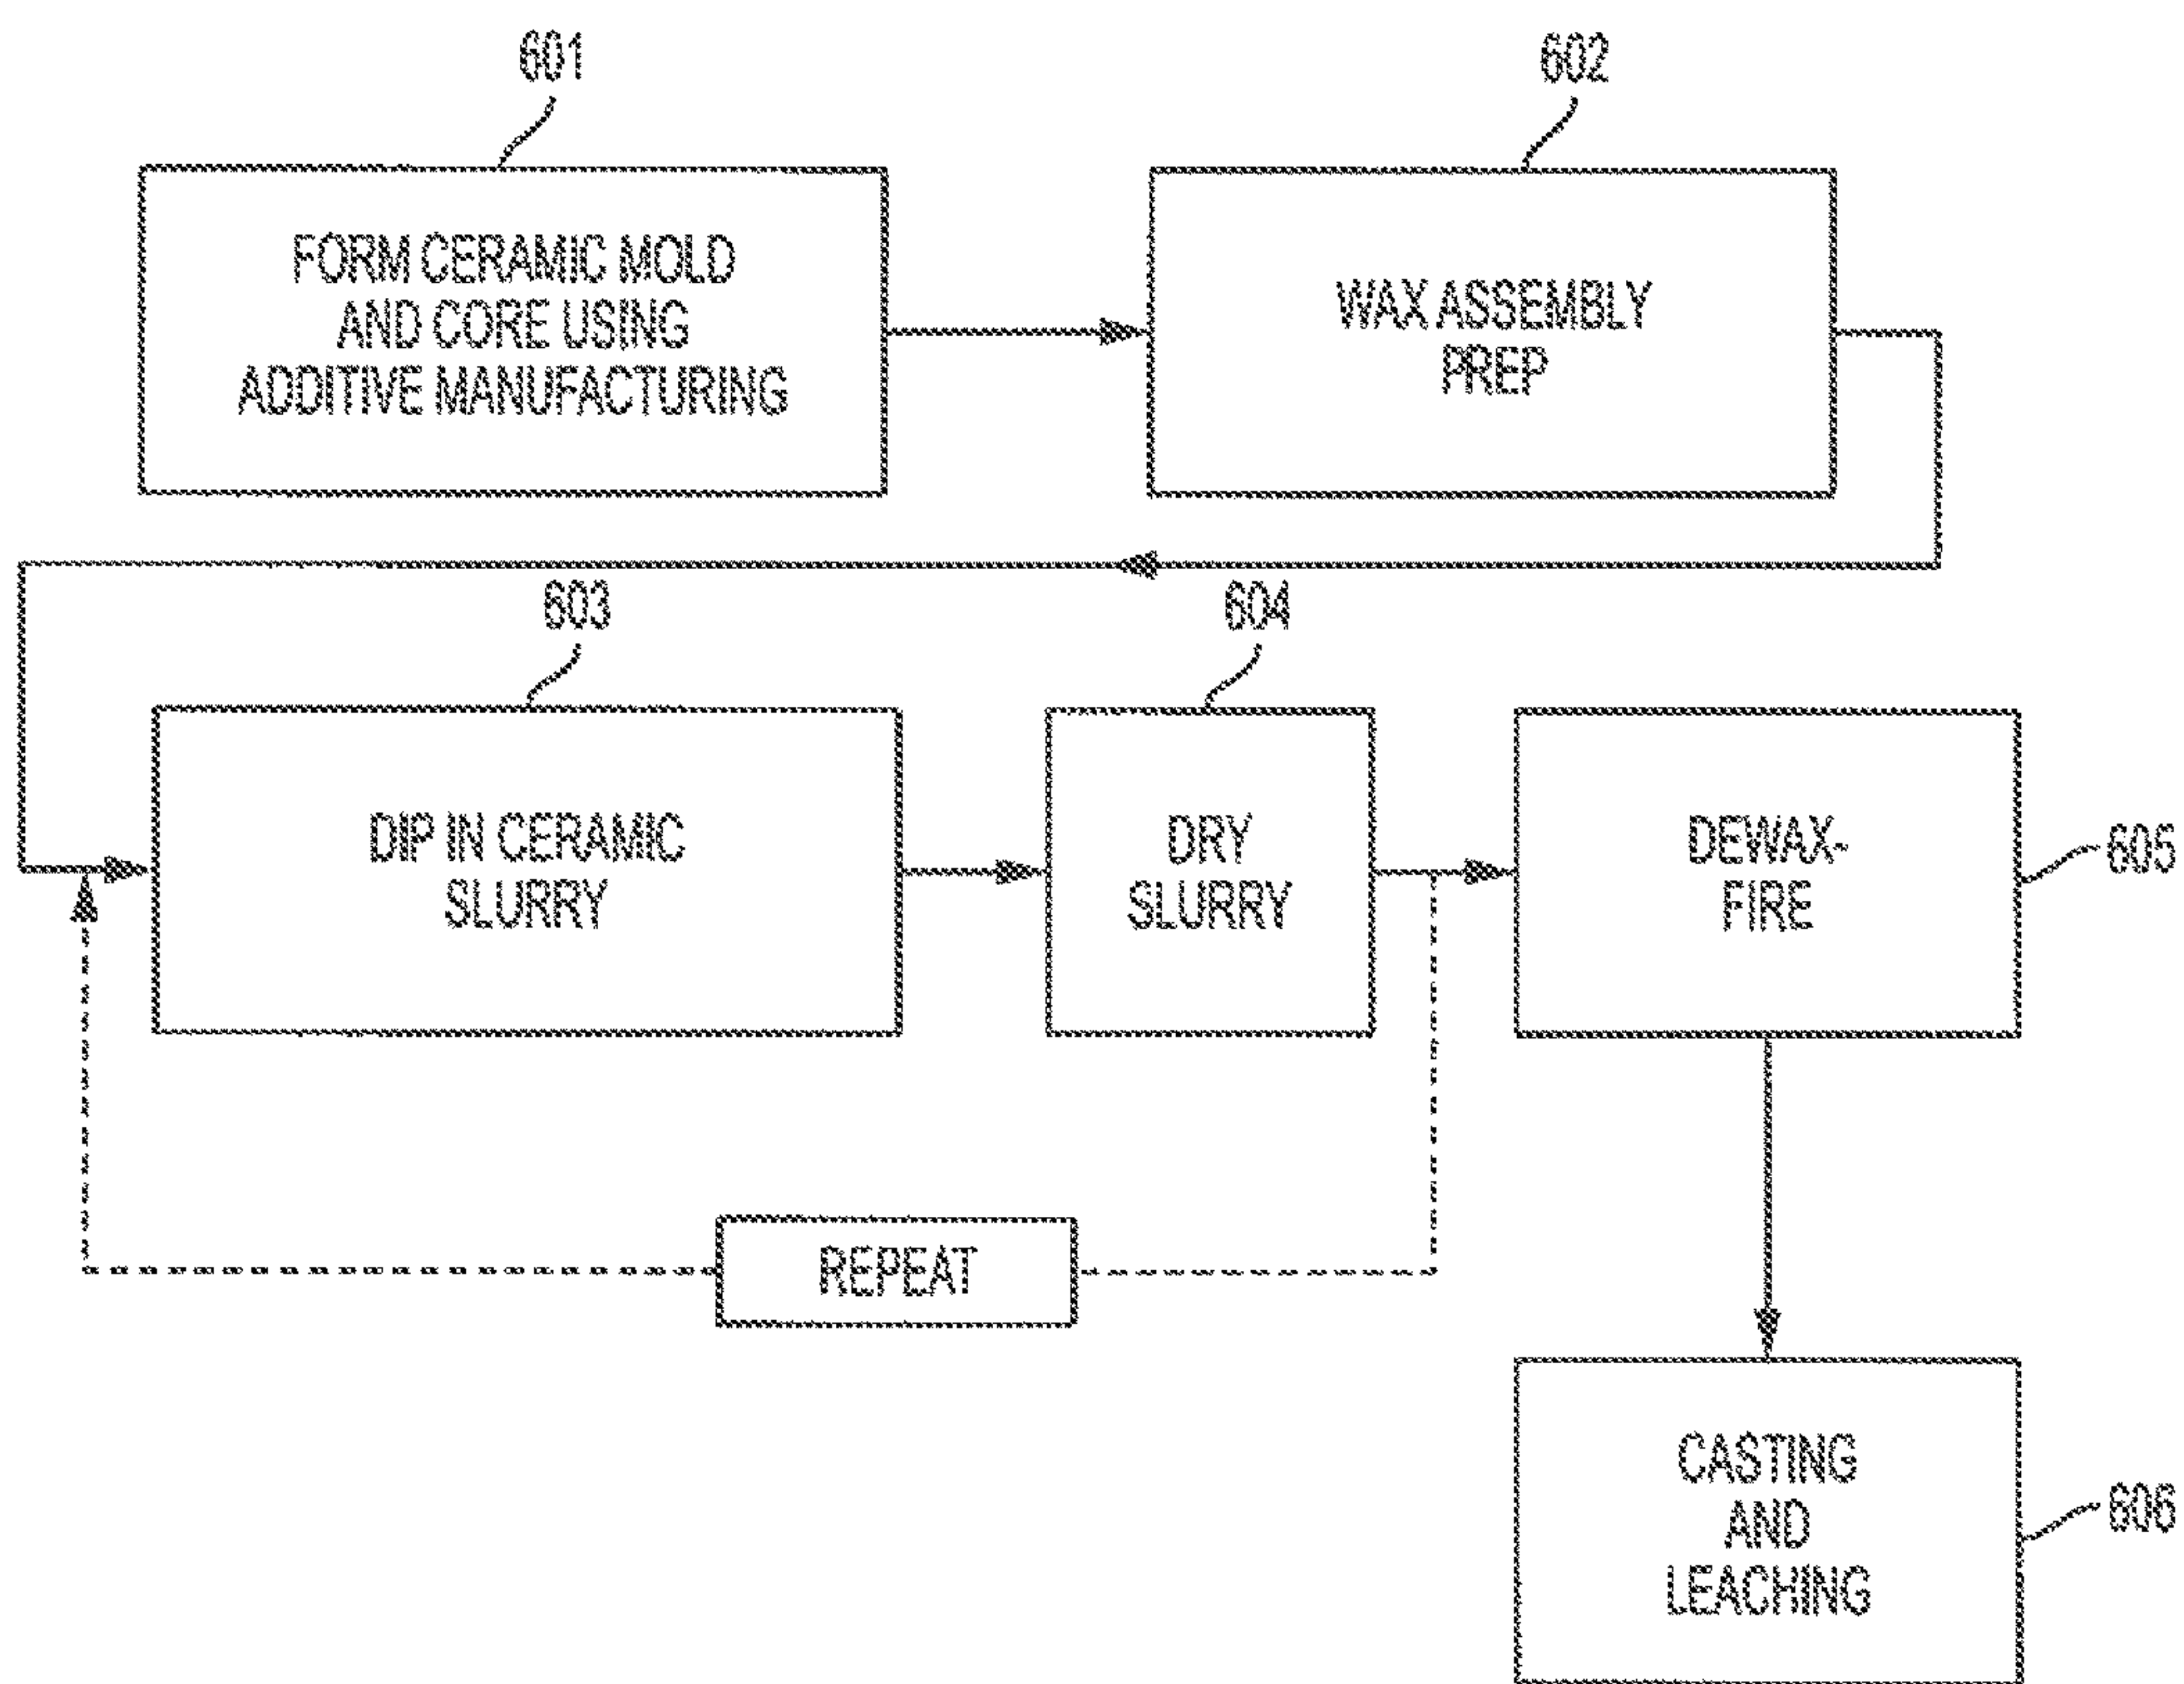 601
602
FORM CERAMIC MOLD
AND CORE USING
ADDITIVE MANUFACTURING
WAX ASSEMBLY
PREP
603
604
DIP IN CERAMIC
SLURRY
DRY
SLURRY
DEWAX-
FIRE
605
REPEAT
CASTING
AND
LEACHING
606